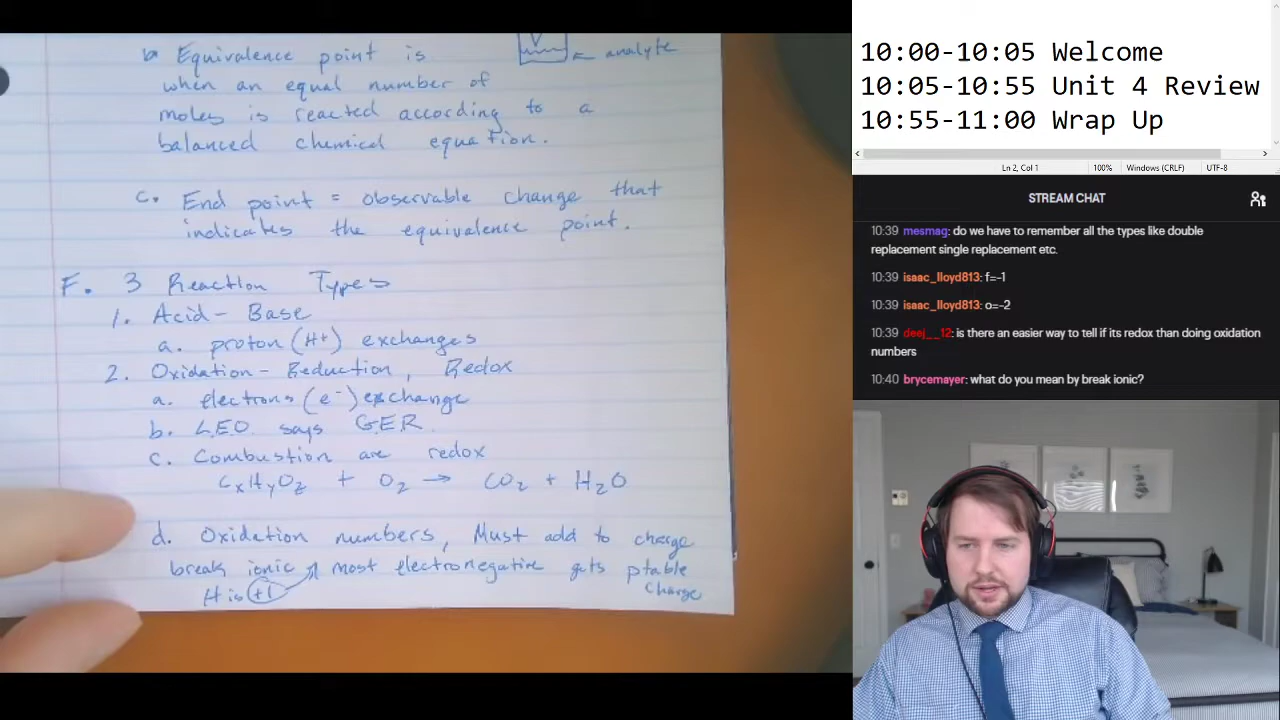 b. Equivalence point is
when an equal number of
moles is reacted according to a
balanced chemical equation.
← analyte
c. End point = observable change that
indicates the equivalence point.
F. 3 Reaction Types
1. Acid-Base
a. proton (H+) exchanges
2. Oxidation-Reduction, Redox
a. electrons (e⁻) exchange
b. LEO says GER.
c. Combustion are redox
CxHyOz + O₂ → CO₂ + H₂O
d. Oxidation numbers, Must add to charge
break ionic, most electronegative gets ptable
charge
H is +1
10:00-10:05 Welcome
10:05-10:55 Unit 4 Review
10:55-11:00 Wrap Up
Ln 2, Col 1 100% Windows (CRLF) UTF-8
STREAM CHAT
10:39 mesmag: do we have to remember all the types like double
replacement single replacement etc.
10:39 isaac_lloyd813: f=-1
10:39 isaac_lloyd813: o=-2
10:39 deej__12: is there an easier way to tell if its redox than doing oxidation
numbers
10:40 brycemayer: what do you mean by break ionic?